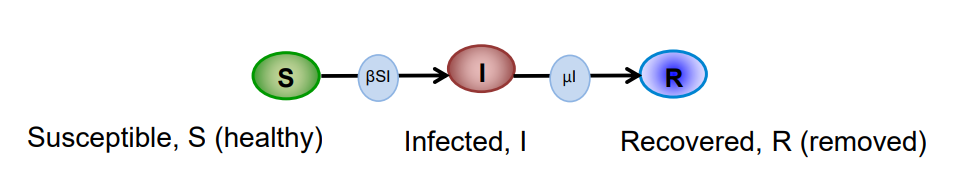 S βSI I μI R
Susceptible, S (healthy) Infected, I Recovered, R (removed)